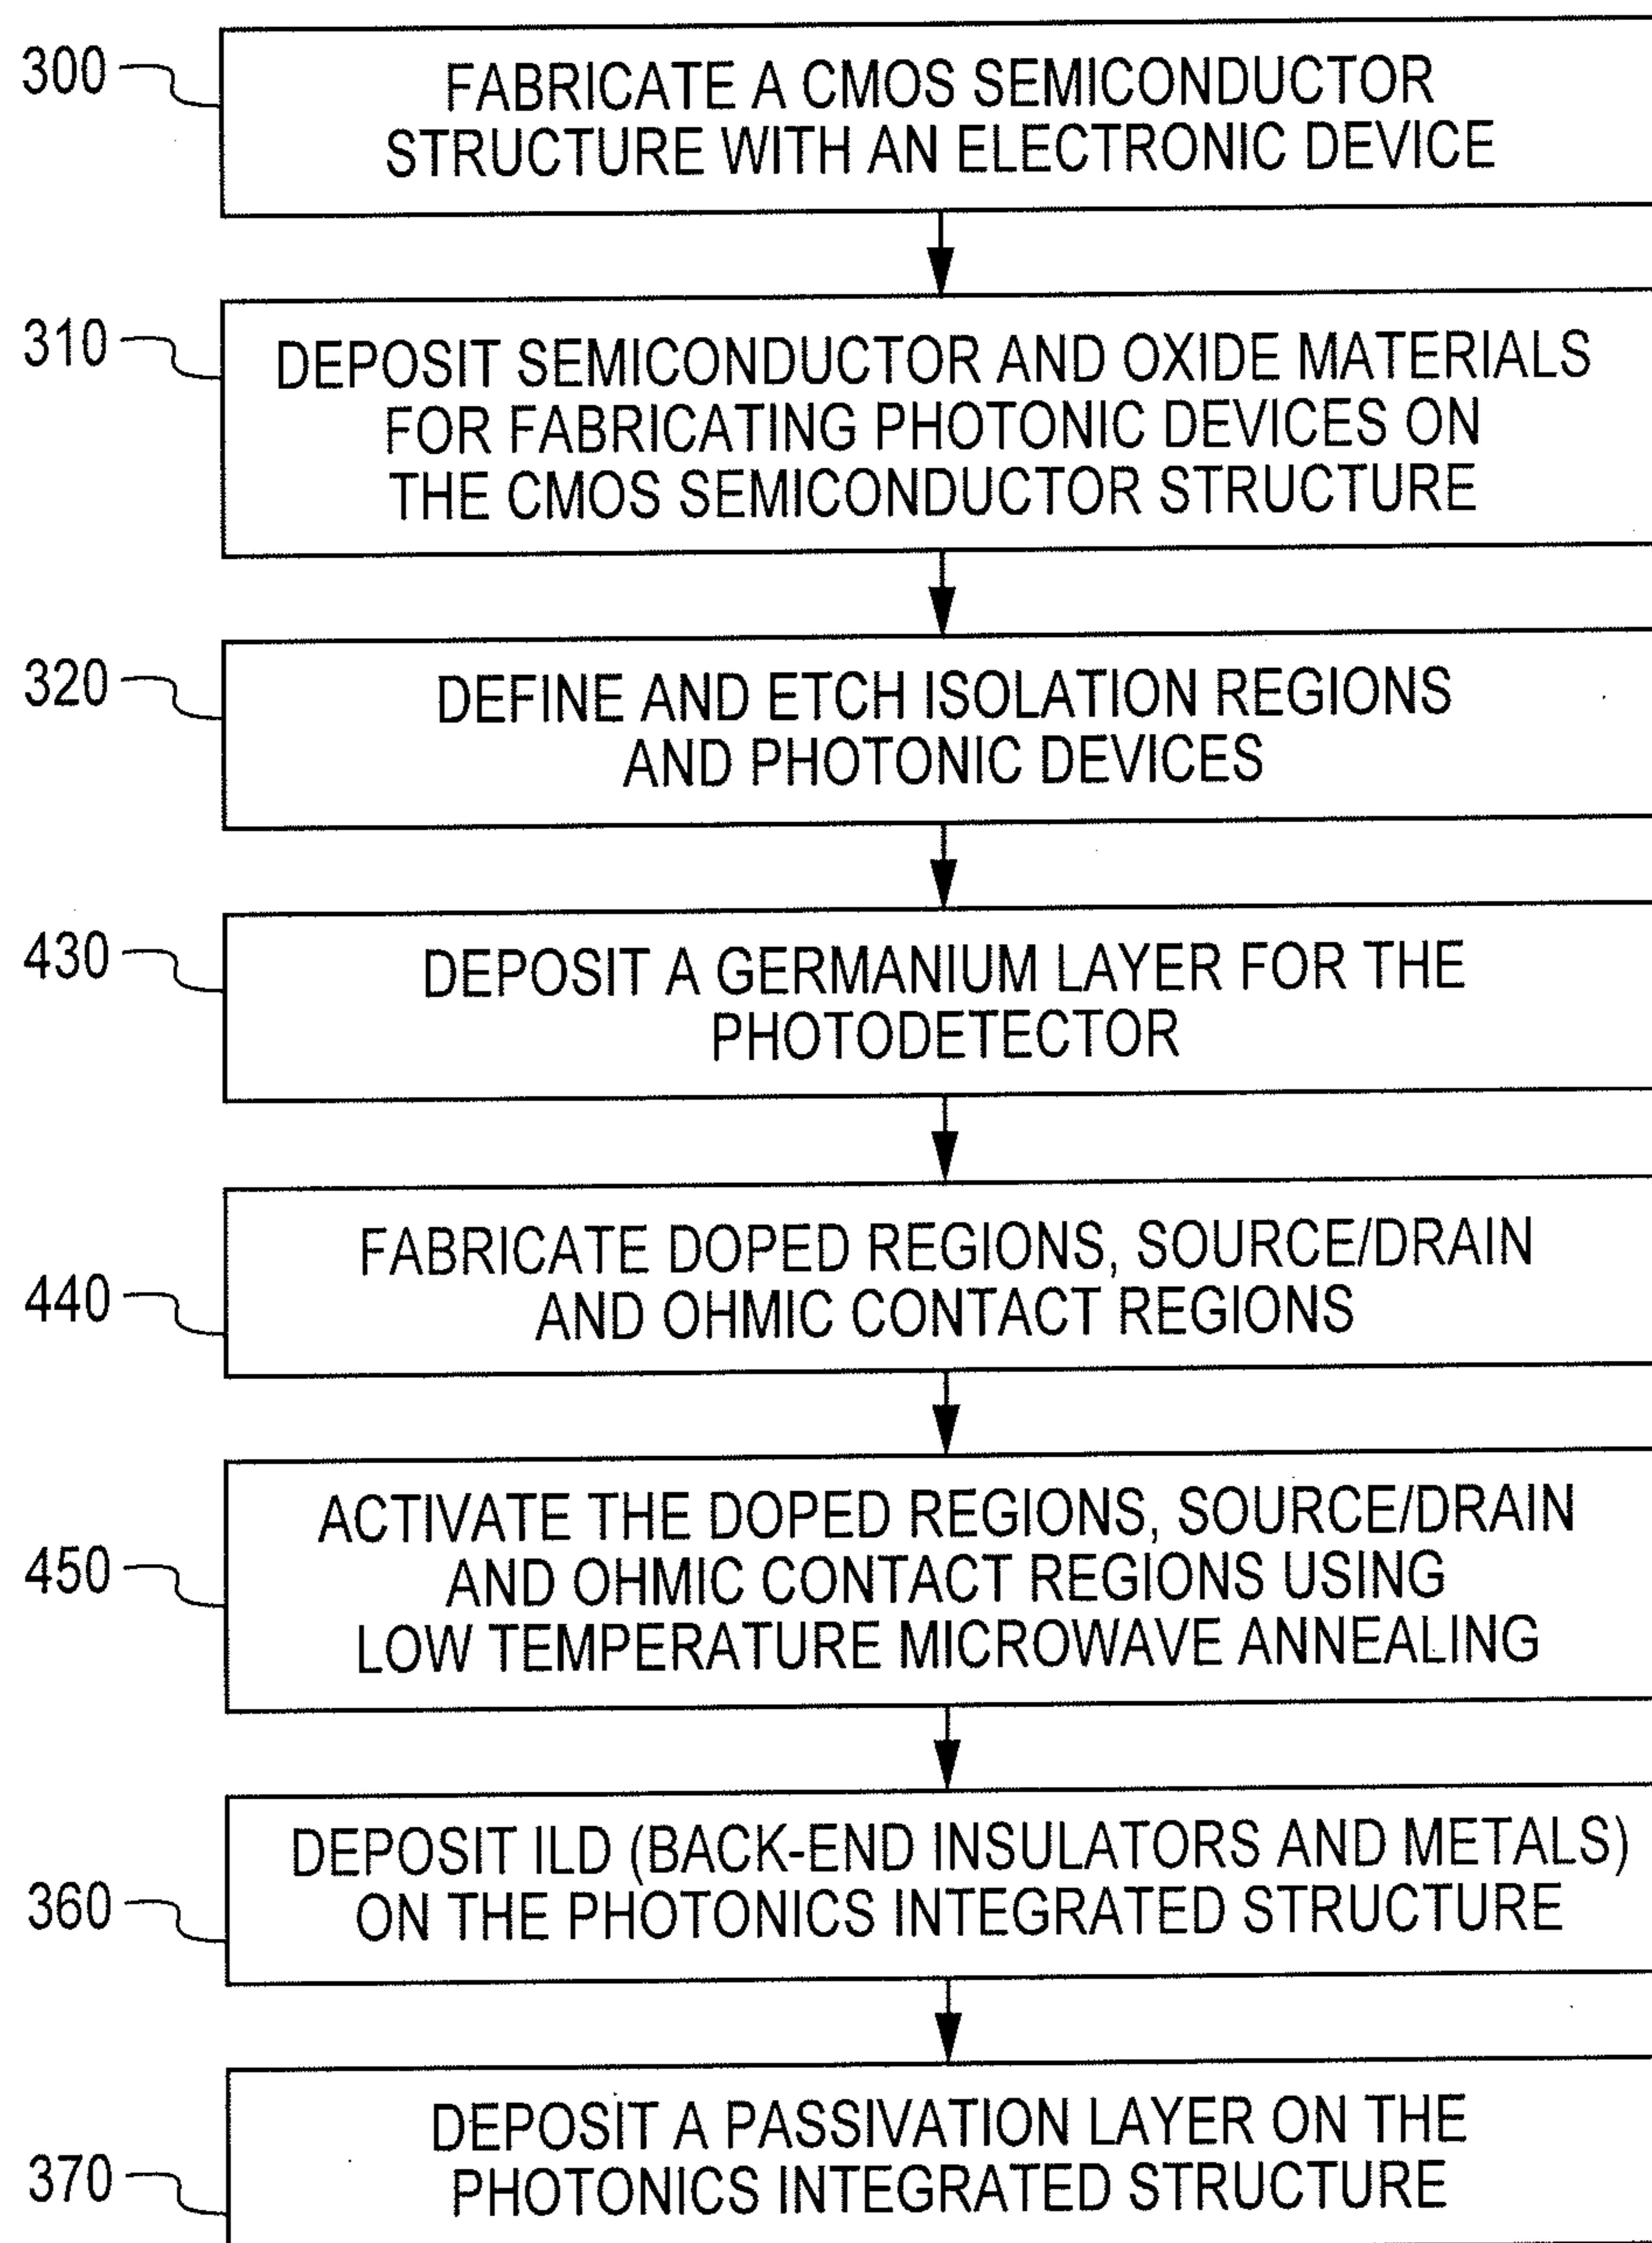 300
FABRICATE A CMOS SEMICONDUCTOR
STRUCTURE WITH AN ELECTRONIC DEVICE
310
DEPOSIT SEMICONDUCTOR AND OXIDE MATERIALS
FOR FABRICATING PHOTONIC DEVICES ON
THE CMOS SEMICONDUCTOR STRUCTURE
320
DEFINE AND ETCH ISOLATION REGIONS
AND PHOTONIC DEVICES
430
DEPOSIT A GERMANIUM LAYER FOR THE
PHOTODETECTOR
440
FABRICATE DOPED REGIONS, SOURCE/DRAIN
AND OHMIC CONTACT REGIONS
450
ACTIVATE THE DOPED REGIONS, SOURCE/DRAIN
AND OHMIC CONTACT REGIONS USING
LOW TEMPERATURE MICROWAVE ANNEALING
360
DEPOSIT ILD (BACK-END INSULATORS AND METALS)
ON THE PHOTONICS INTEGRATED STRUCTURE
370
DEPOSIT A PASSIVATION LAYER ON THE
PHOTONICS INTEGRATED STRUCTURE